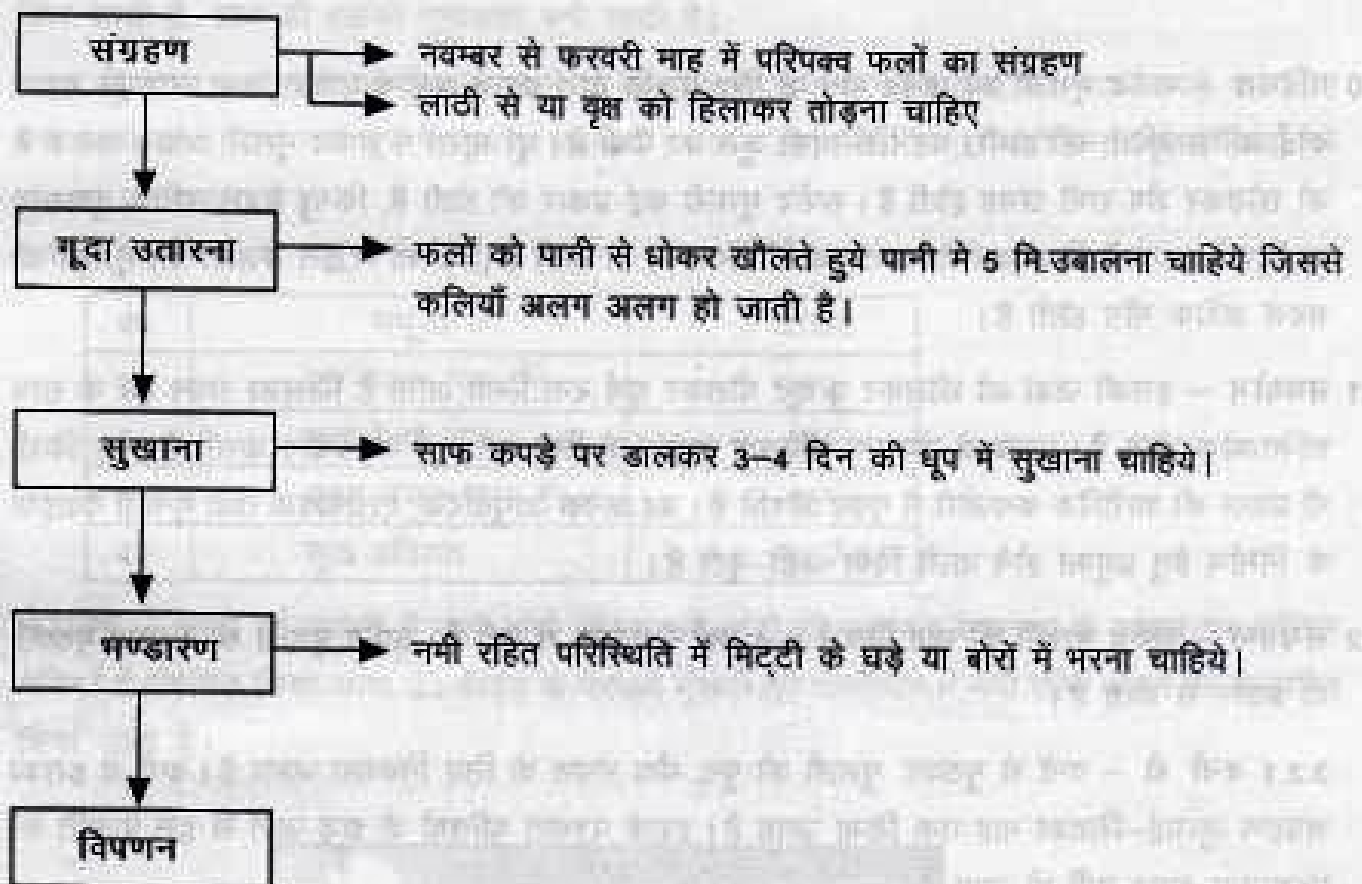 संग्रहण
नवम्बर से फरवरी माह में परिपक्व फलों का संग्रहण
लाठी से या वृक्ष को हिलाकर तोड़ना चाहिए
गूदा उतारना
फलों को पानी से धोकर खौलते हुये पानी मे 5 मि.उबालना चाहिये जिससे
कलियाँ अलग अलग हो जाती है।
सुखाना
साफ कपड़े पर डालकर 3–4 दिन की धूप में सुखाना चाहिये।
भण्डारण
नमी रहित परिस्थिति में मिट्टी के घड़े या बोरों में भरना चाहिये।
विपणन